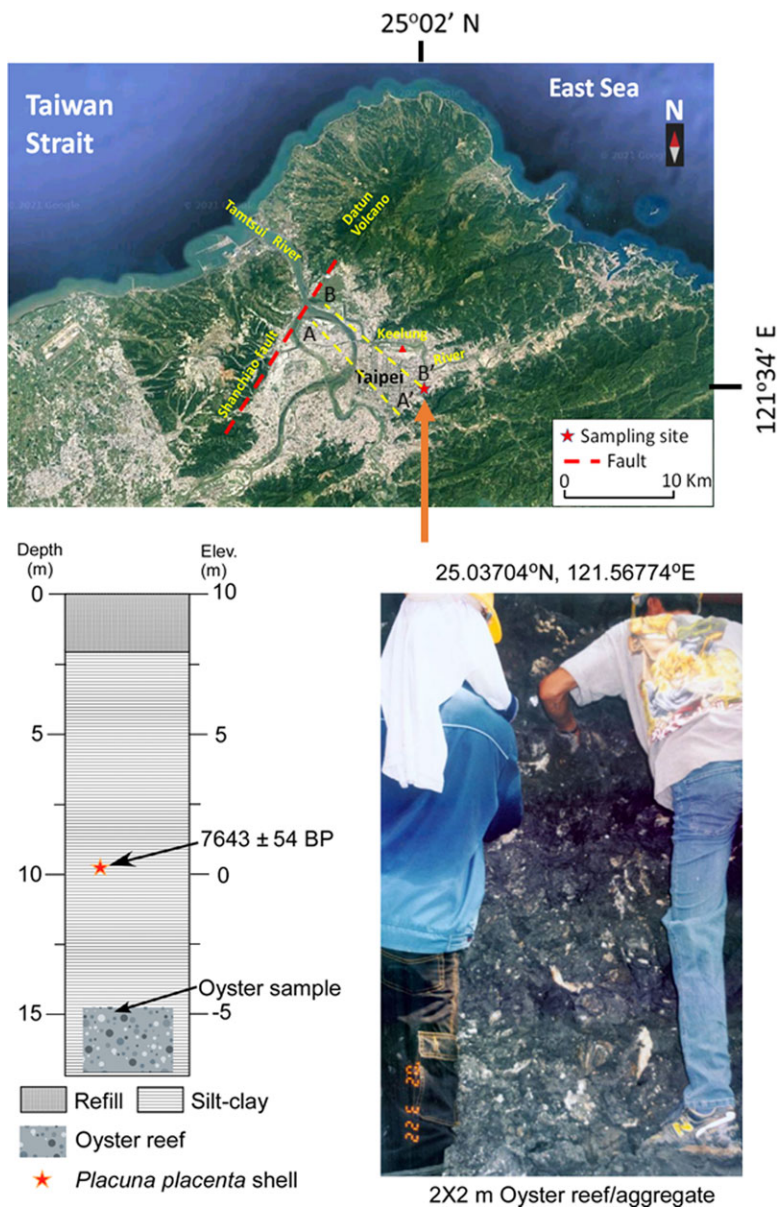 25°02' N
Taiwan
Strait
East Sea
N
© 2021 Google
Datun
Volcano
Tamtsui River
B
A
Keelung
River
Shanchiao fault
Taipei
B'
A'
121°34' E
Sampling site
Fault
0 10 Km
Depth
(m)
Elev.
(m)
25.03704°N, 121.56774°E
0
10
5
5
7643 ± 54 BP
10
0
Oyster sample
15
-5
Refill
Silt-clay
Oyster reef
Placuna placenta shell
2X2 m Oyster reef/aggregate